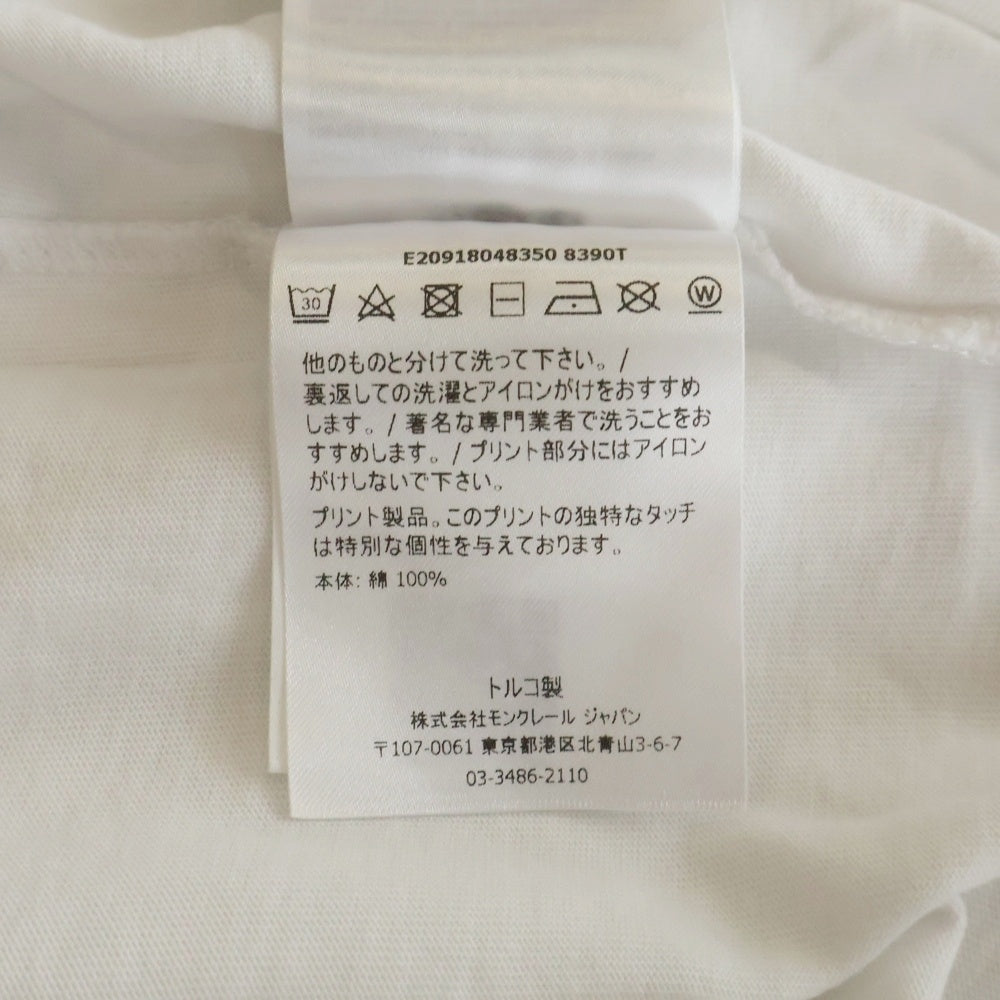 E20918048350 8390T
30
W
他のものと分けて洗って下さい。/
裏返しての洗濯とアイロンがけをおすすめ
します。/ 著名な専門業者で洗うことをお
すすめします。/ プリント部分にはアイロン
がけしないで下さい。
プリント製品。このプリントの独特なタッチ
は特別な個性を与えております。
本体: 綿 100%
トルコ製
株式会社モンクレール ジャパン
〒107-0061 東京都港区北青山3-6-7
03-3486-2110